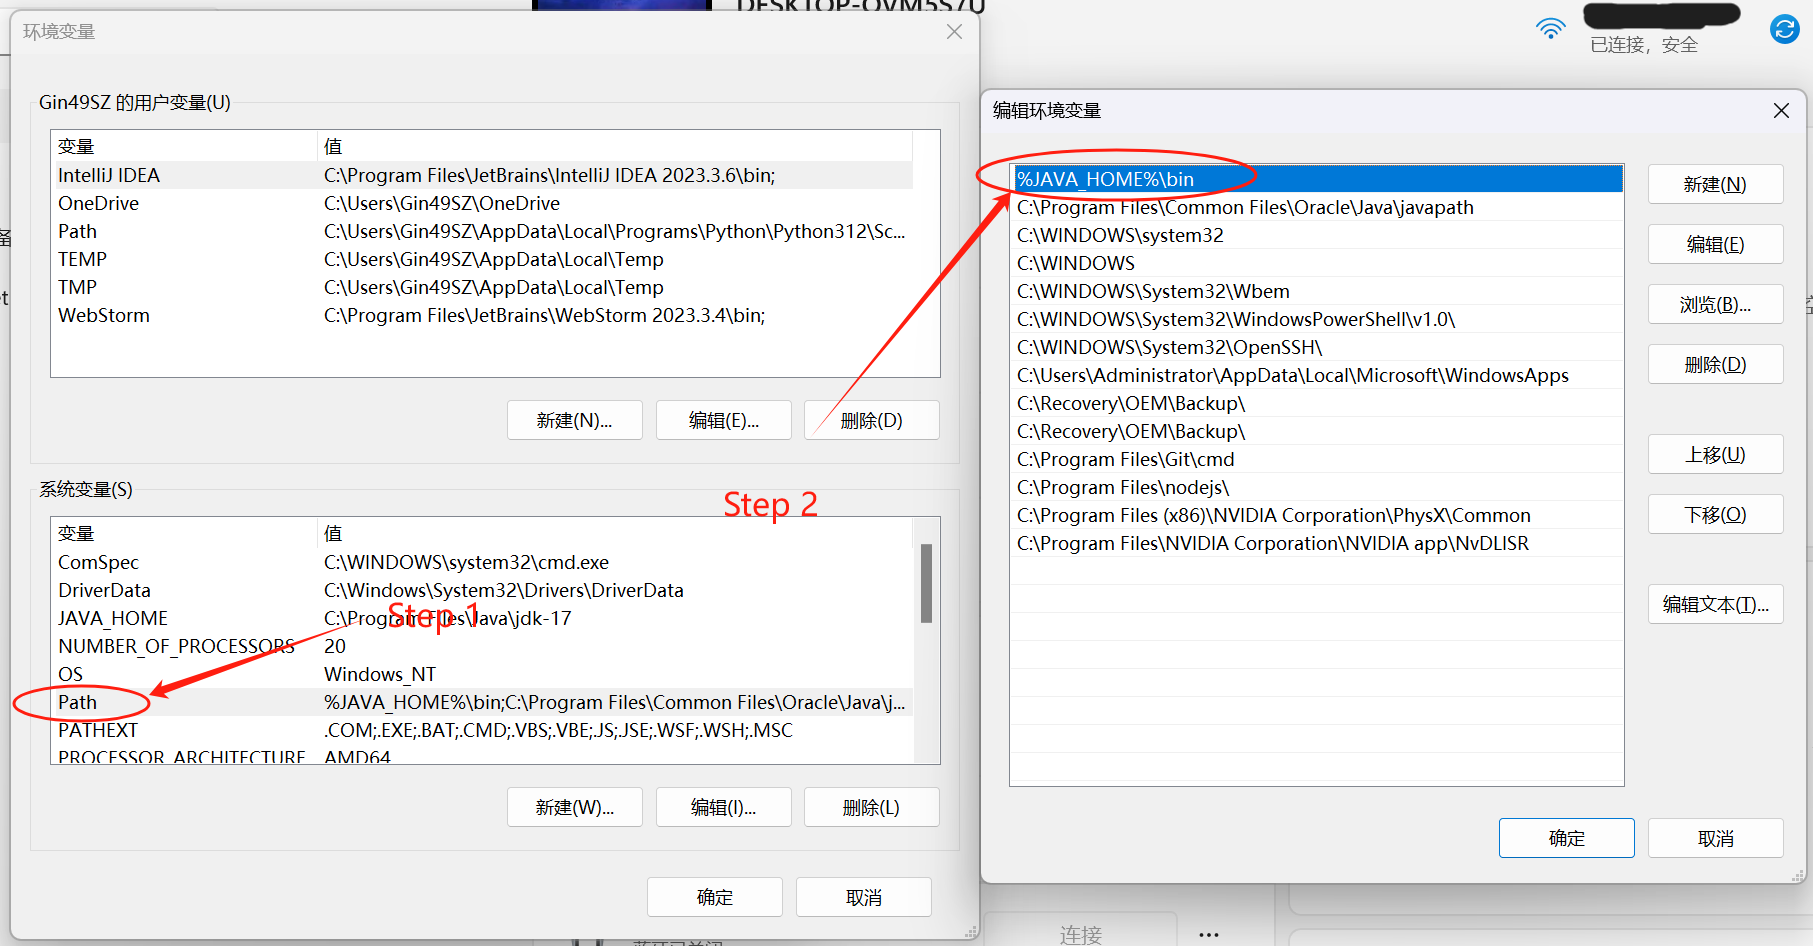 DESKTOP-OVM5S7U
已连接，安全
环境变量
Gin49SZ 的用户变量(U)
变量 值
IntelliJ IDEA C:\Program Files\JetBrains\IntelliJ IDEA 2023.3.6\bin;
OneDrive C:\Users\Gin49SZ\OneDrive
Path C:\Users\Gin49SZ\AppData\Local\Programs\Python\Python312\Sc...
TEMP C:\Users\Gin49SZ\AppData\Local\Temp
TMP C:\Users\Gin49SZ\AppData\Local\Temp
WebStorm C:\Program Files\JetBrains\WebStorm 2023.3.4\bin;
新建(N)... 编辑(E)... 删除(D)
系统变量(S)
Step 2
变量 值
ComSpec C:\WINDOWS\system32\cmd.exe
DriverData C:\Windows\System32\Drivers\DriverData
JAVA_HOME C:\Program Files\Java\jdk-17
Step 1
NUMBER_OF_PROCESSORS 20
OS Windows_NT
Path %JAVA_HOME%\bin;C:\Program Files\Common Files\Oracle\Java\j...
PATHEXT .COM;.EXE;.BAT;.CMD;.VBS;.VBE;.JS;.JSE;.WSF;.WSH;.MSC
PROCESSOR_ARCHITECTURE AMD64
新建(W)... 编辑(I)... 删除(L)
确定 取消
编辑环境变量
%JAVA_HOME%\bin
C:\Program Files\Common Files\Oracle\Java\javapath
C:\WINDOWS\system32
C:\WINDOWS
C:\WINDOWS\System32\Wbem
C:\WINDOWS\System32\WindowsPowerShell\v1.0\
C:\WINDOWS\System32\OpenSSH\
C:\Users\Administrator\AppData\Local\Microsoft\WindowsApps
C:\Recovery\OEM\Backup\
C:\Recovery\OEM\Backup\
C:\Program Files\Git\cmd
C:\Program Files\nodejs\
C:\Program Files (x86)\NVIDIA Corporation\PhysX\Common
C:\Program Files\NVIDIA Corporation\NVIDIA app\NvDLISR
新建(N)
编辑(E)
浏览(B)...
删除(D)
上移(U)
下移(O)
编辑文本(T)...
确定 取消
连接
...